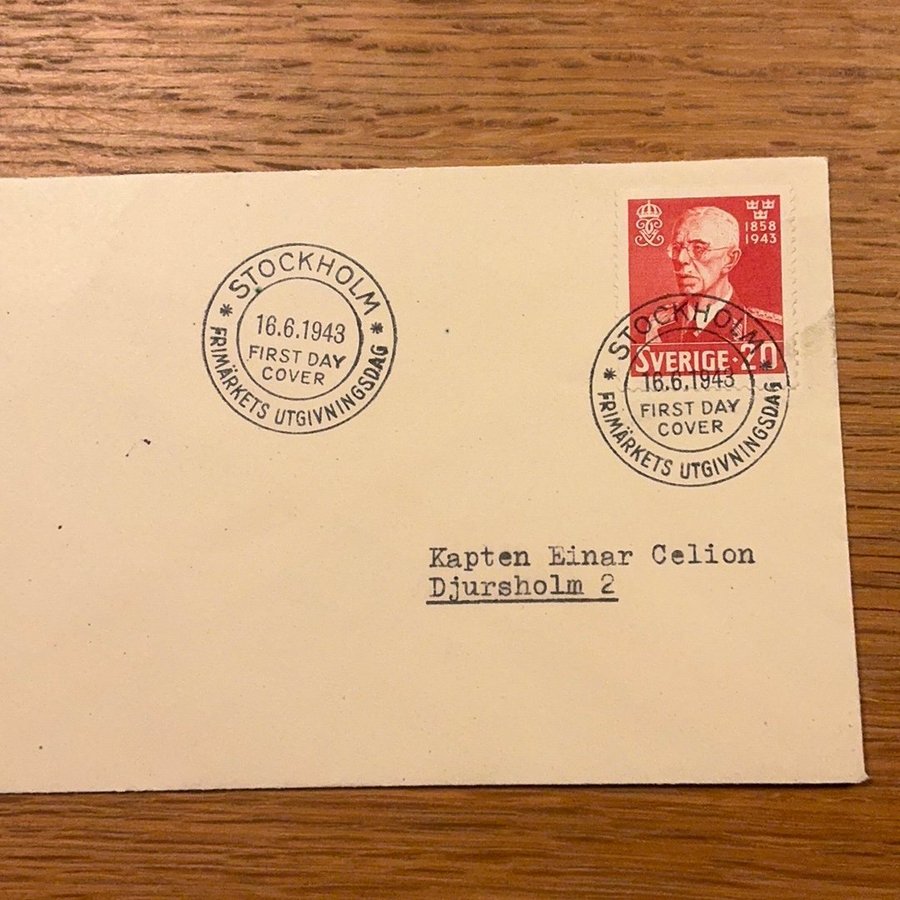 STOCKHOLM
16.6.1943
FIRST DAY
COVER
FRIMÄRKETS UTGIVNINGSDAG
1858
1943
SVERIGE · 20
STOCKHOLM
16.6.1943
FIRST DAY
COVER
FRIMÄRKETS UTGIVNINGSDAG
Kapten Einar Celion
Djursholm 2